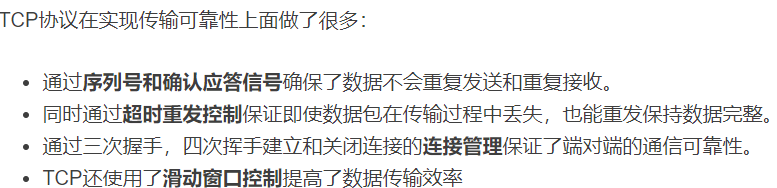 TCP协议在实现传输可靠性上面做了很多：
• 通过序列号和确认应答信号确保了数据不会重复发送和重复接收。
• 同时通过超时重发控制保证即使数据包在传输过程中丢失，也能重发保持数据完整。
• 通过三次握手，四次挥手建立和关闭连接的连接管理保证了端对端的通信可靠性。
• TCP还使用了滑动窗口控制提高了数据传输效率